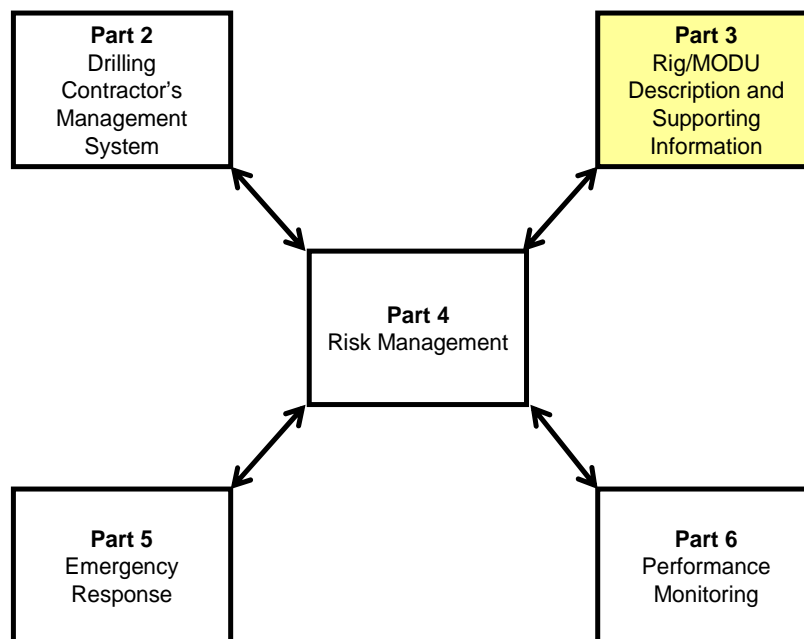 Part 2
Drilling
Contractor’s
Management
System
Part 3
Rig/MODU
Description and
Supporting
Information
Part 4
Risk Management
Part 5
Emergency
Response
Part 6
Performance
Monitoring